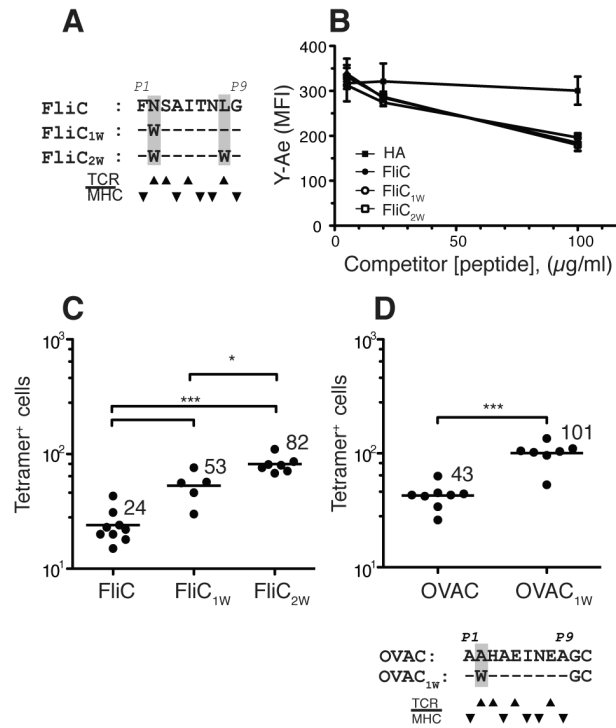 A
P1 P9
FliC : FNSAITNLG
FliC1W : -W-------
FliC2W : -W-----W-
TCR ▲ ▲ ▲ ▲
MHC ▼ ▼ ▼ ▼ ▼
B
Y-Ae (MFI)
400
300
200
100
0
HA
FliC
FliC1W
FliC2W
50 100
Competitor [peptide], (µg/ml)
C
Tetramer+ cells
10³
10²
10¹
*
***
24
53
82
FliC FliC1W FliC2W
D
Tetramer+ cells
10³
10²
10¹
***
43
101
OVAC OVAC1W
P1 P9
OVAC: AAHAEINEAGC
OVAC1W: -W-------GC
TCR ▲ ▲ ▲ ▲
MHC ▼ ▼ ▼ ▼ ▼